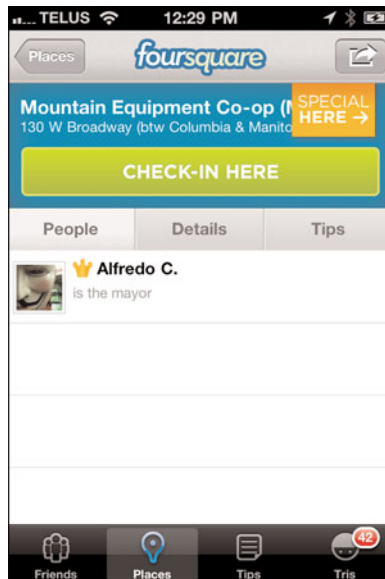 TELUS 12:29 PM
Places foursquare
Mountain Equipment Co-op (
SPECIAL
HERE →
130 W Broadway (btw Columbia & Manito
CHECK-IN HERE
People Details Tips
Alfredo C.
is the mayor
42
Friends Places Tips Tris